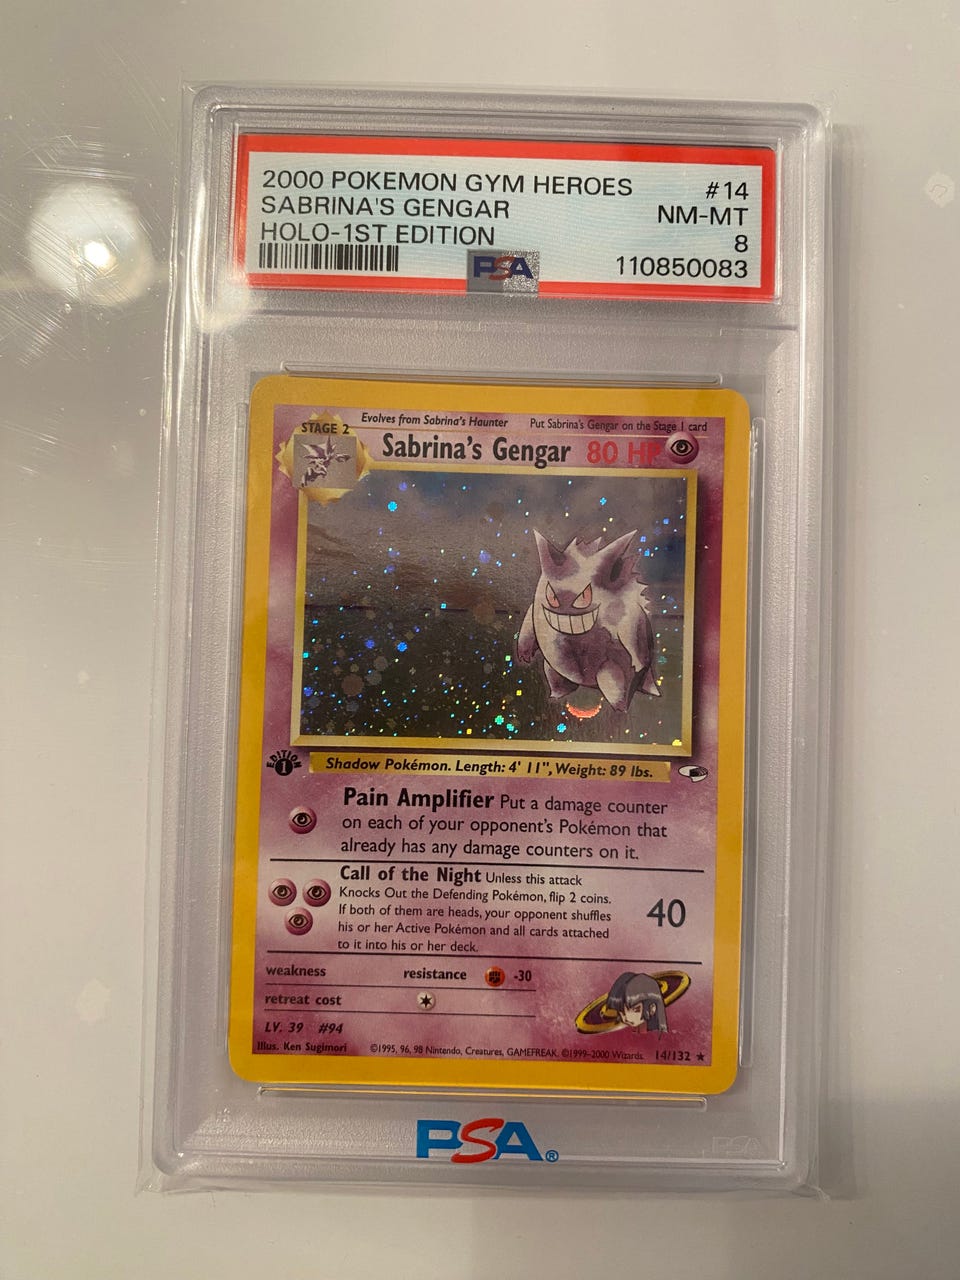 2000 POKEMON GYM HEROES #14
SABRINA'S GENGAR NM-MT
HOLO-1ST EDITION 8
PSA 110850083
STAGE 2 Evolves from Sabrina's Haunter Put Sabrina's Gengar on the Stage 1 card
Sabrina's Gengar 80 HP
EDITION 1
Shadow Pokémon. Length: 4' 11", Weight: 89 lbs.
Pain Amplifier Put a damage counter
on each of your opponent's Pokémon that
already has any damage counters on it.
Call of the Night Unless this attack
Knocks Out the Defending Pokémon, flip 2 coins.
If both of them are heads, your opponent shuffles
his or her Active Pokémon and all cards attached
to it into his or her deck.
40
weakness resistance -30
retreat cost
LV. 39 #94
Illus. Ken Sugimori ©1995, 96, 98 Nintendo, Creatures, GAMEFREAK. ©1999-2000 Wizards. 14/132 ★
PSA®
PSA